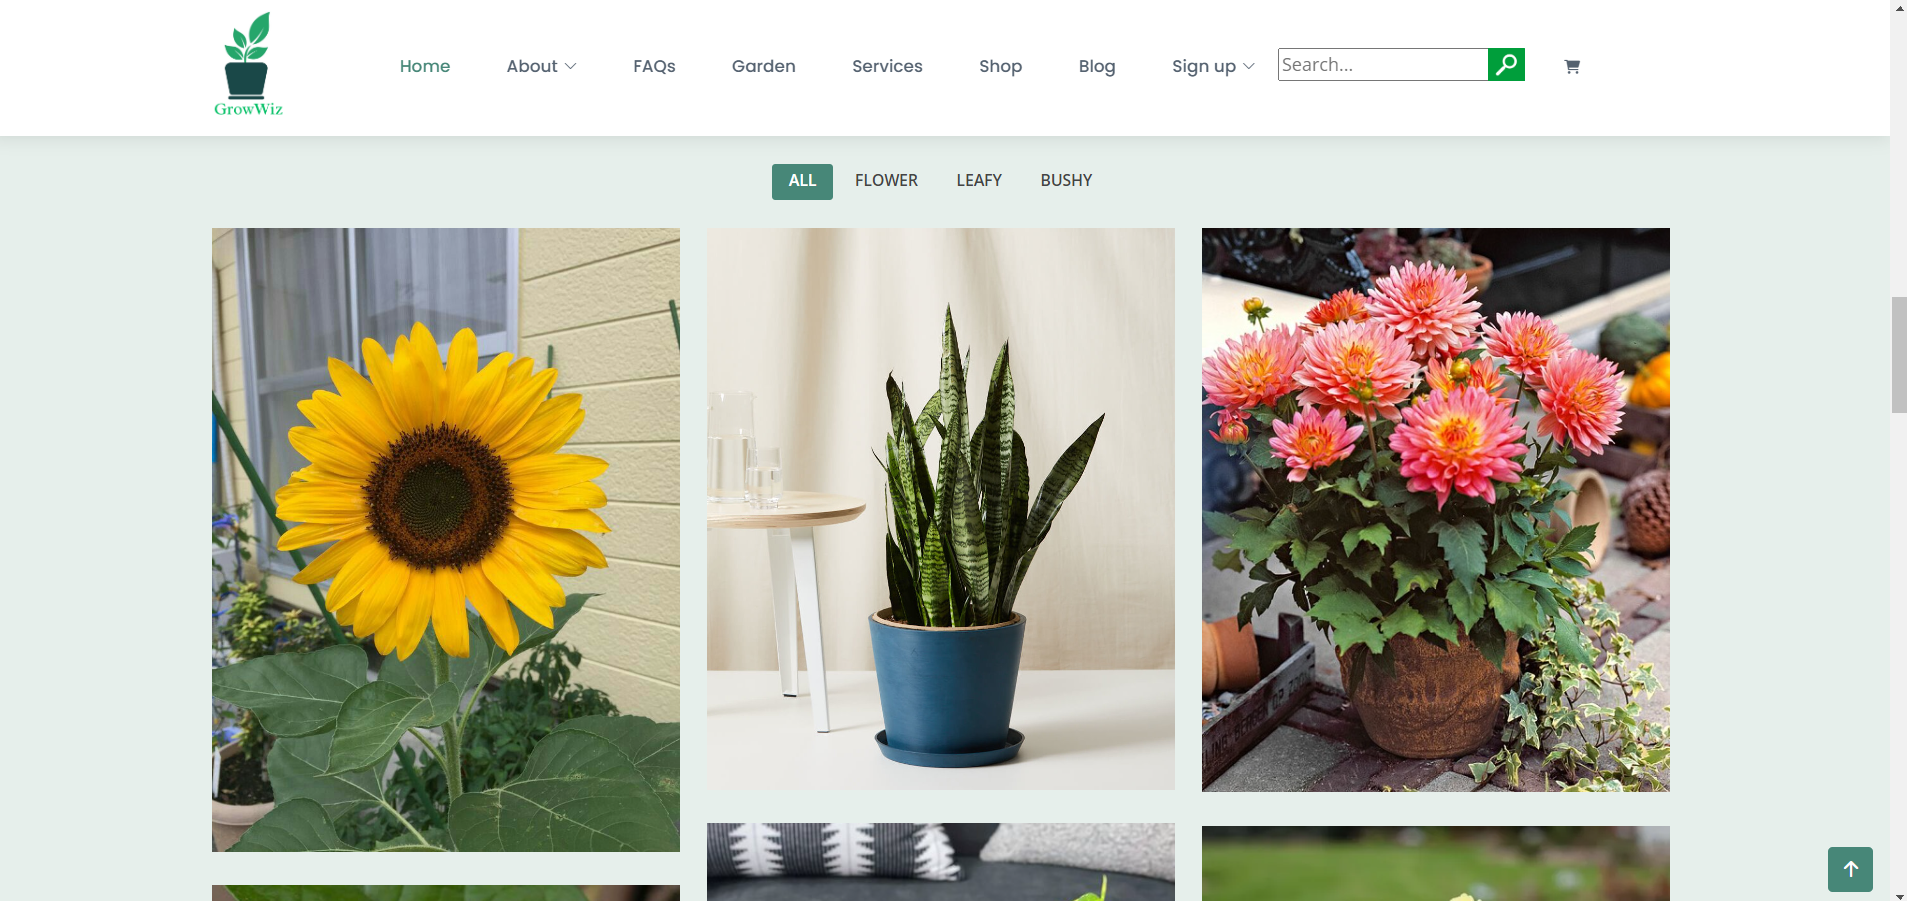 GrowWiz
Home About FAQs Garden Services Shop Blog Sign up Search...
ALL FLOWER LEAFY BUSHY